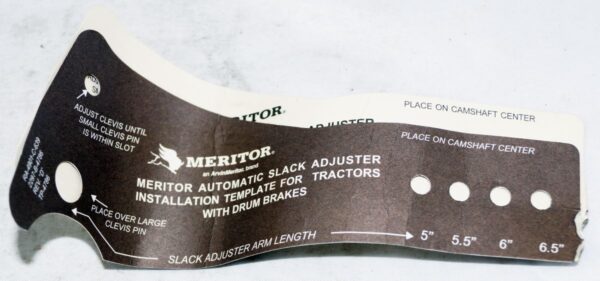 MERITOR
ADJUSTER
PLACE ON CAMSHAFT CENTER
PLACE ON CAMSHAFT CENTER
ADJUST CLEVIS UNTIL
SMALL CLEVIS PIN
IS WITHIN SLOT
MERITOR.
an ArvinMeritor brand
MERITOR AUTOMATIC SLACK ADJUSTER
INSTALLATION TEMPLATE FOR TRACTORS
WITH DRUM BRAKES
PLACE OVER LARGE
CLEVIS PIN
SLACK ADJUSTER ARM LENGTH
5" 5.5" 6" 6.5"